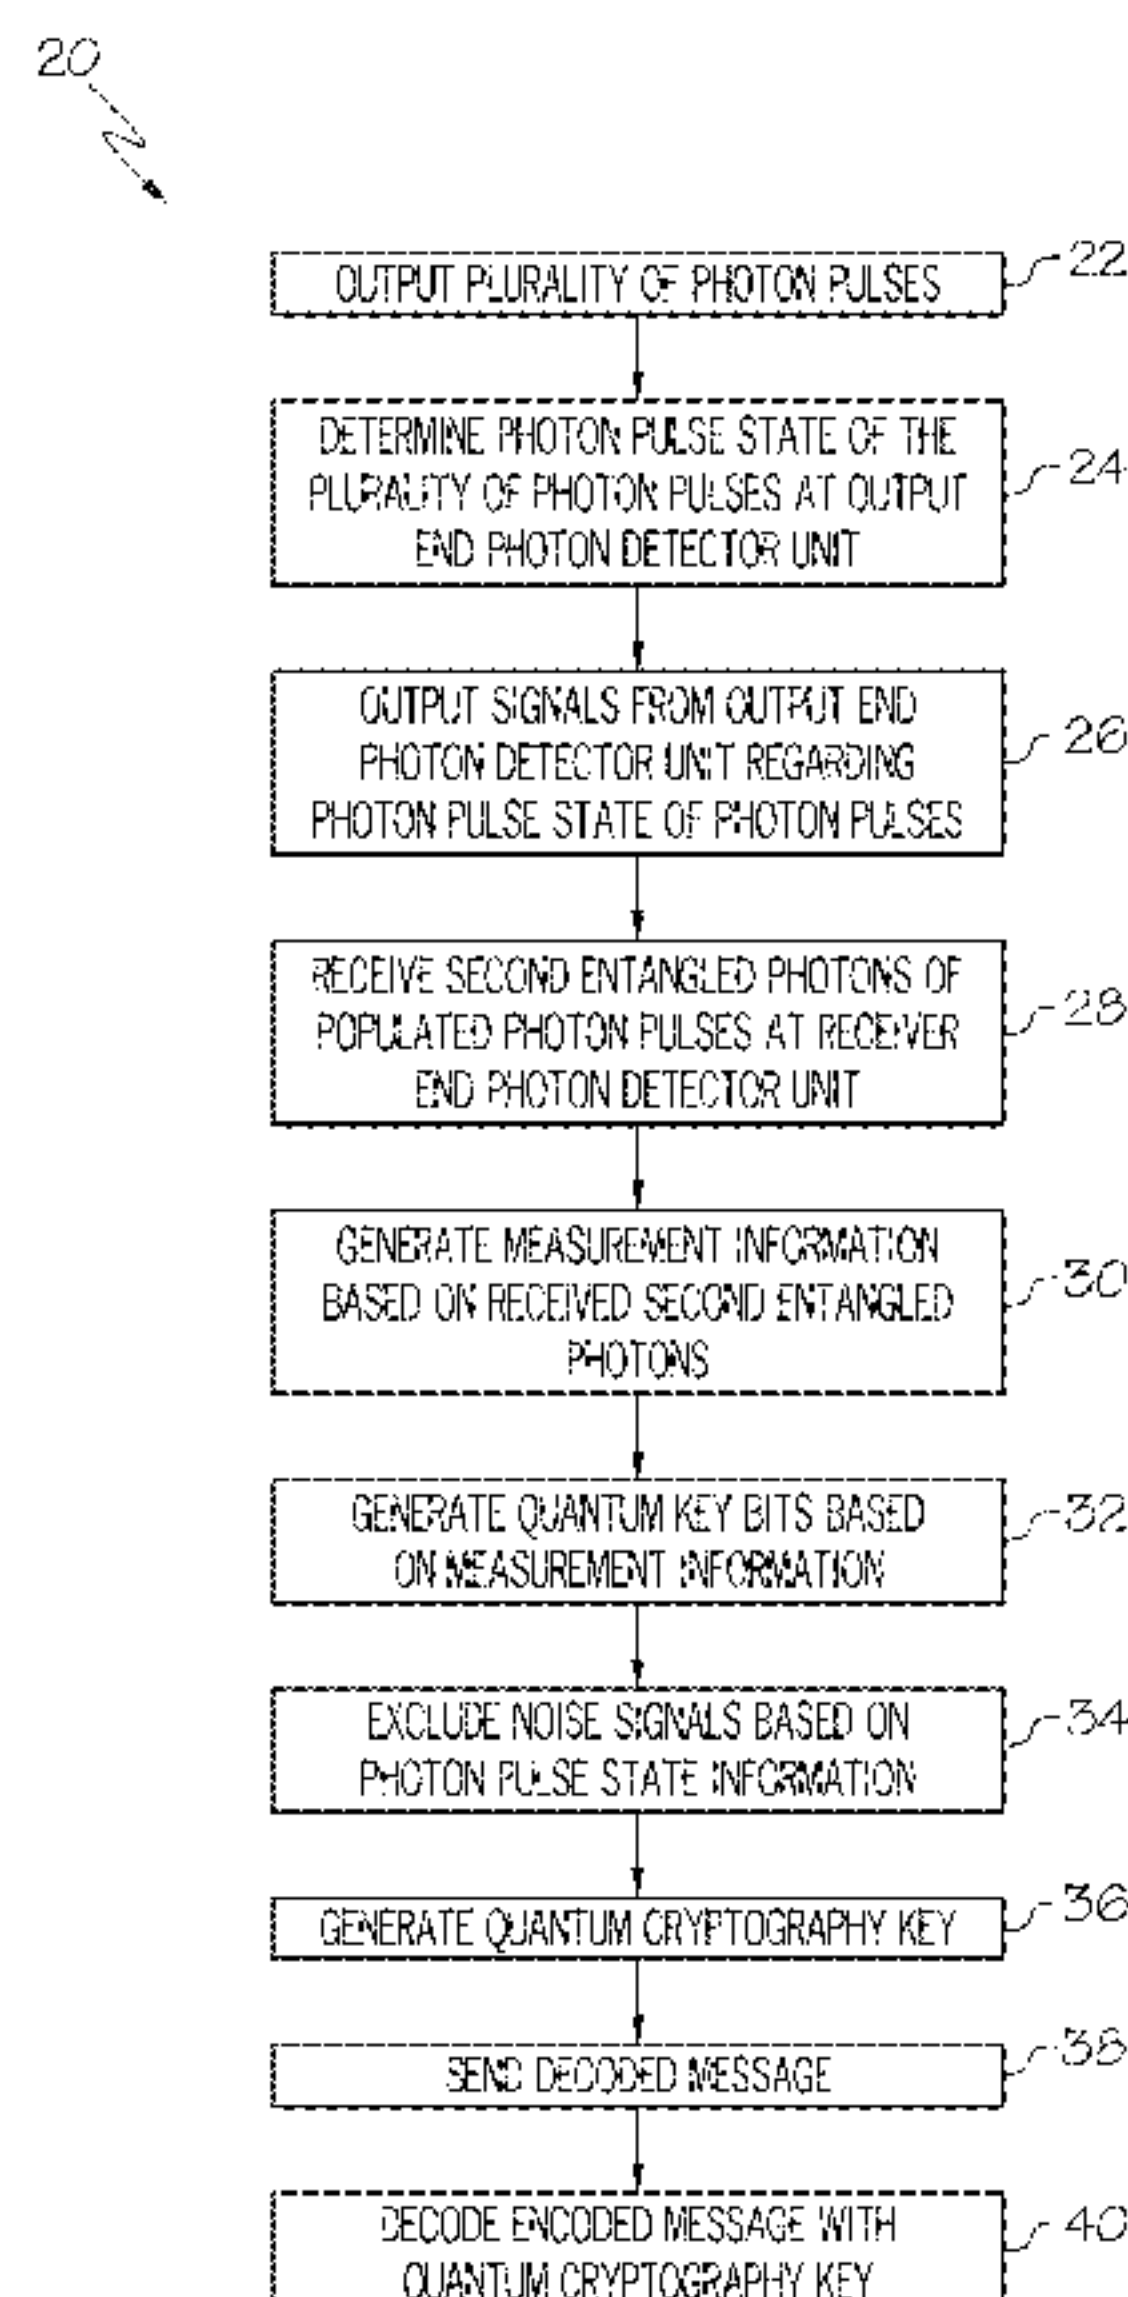 20
OUTPUT PLURALITY OF PHOTON PULSES
22
DETERMINE PHOTON PULSE STATE OF THE
PLURALITY OF PHOTON PULSES AT OUTPUT
END PHOTON DETECTOR UNIT
24
OUTPUT SIGNALS FROM OUTPUT END
PHOTON DETECTOR UNIT REGARDING
PHOTON PULSE STATE OF PHOTON PULSES
26
RECEIVE SECOND ENTANGLED PHOTONS OF
POPULATED PHOTON PULSES AT RECEIVER
END PHOTON DETECTOR UNIT
28
GENERATE MEASUREMENT INFORMATION
BASED ON RECEIVED SECOND ENTANGLED
PHOTONS
30
GENERATE QUANTUM KEY BITS BASED
ON MEASUREMENT INFORMATION
32
EXCLUDE NOISE SIGNALS BASED ON
PHOTON PULSE STATE INFORMATION
34
GENERATE QUANTUM CRYPTOGRAPHY KEY
36
SEND DECODED MESSAGE
38
DECODE ENCODED MESSAGE WITH
QUANTUM CRYPTOGRAPHY KEY
40